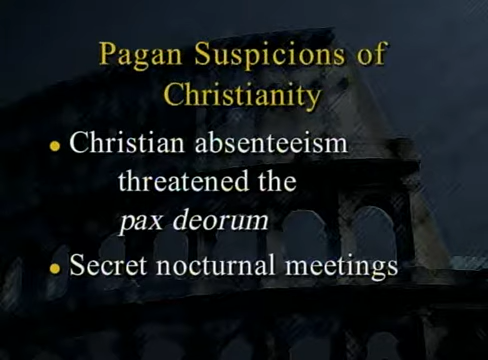 Pagan Suspicions of
Christianity
• Christian absenteeism
threatened the
pax deorum
• Secret nocturnal meetings